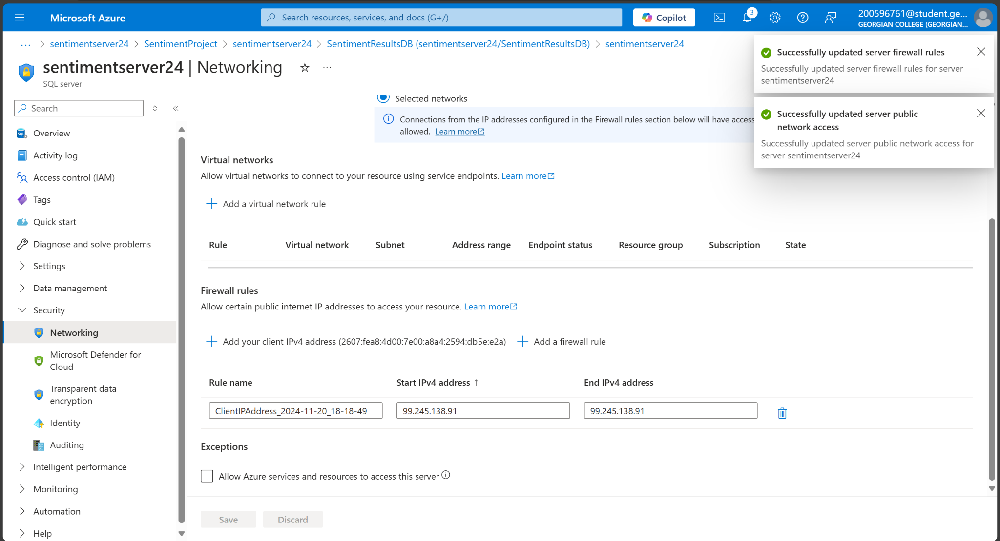 Microsoft Azure
Search resources, services, and docs (G+/)
Copilot
3
200596761@student.ge...
GEORGIAN COLLEGE (GEORGIAN...
... > sentimentserver24 > SentimentProject > sentimentserver24 > SentimentResultsDB (sentimentserver24/SentimentResultsDB) > sentimentserver24
sentimentserver24 | Networking
SQL server
Successfully updated server firewall rules
Successfully updated server firewall rules for server
sentimentserver24
Successfully updated server public
network access
Successfully updated server public network access for
server sentimentserver24
Search
Overview
Activity log
Access control (IAM)
Tags
Quick start
Diagnose and solve problems
Settings
Data management
Security
Networking
Microsoft Defender for
Cloud
Transparent data
encryption
Identity
Auditing
Intelligent performance
Monitoring
Automation
Help
Selected networks
Connections from the IP addresses configured in the Firewall rules section below will have access
allowed. Learn more
Virtual networks
Allow virtual networks to connect to your resource using service endpoints. Learn more
Add a virtual network rule
Rule Virtual network Subnet Address range Endpoint status Resource group Subscription State
Firewall rules
Allow certain public internet IP addresses to access your resource. Learn more
Add your client IPv4 address (2607:fea8:4d00:7e00:a8a4:2594:db5e:e2a) Add a firewall rule
Rule name Start IPv4 address ↑ End IPv4 address
ClientIPAddress_2024-11-20_18-18-49 99.245.138.91 99.245.138.91
Exceptions
Allow Azure services and resources to access this server
Save Discard